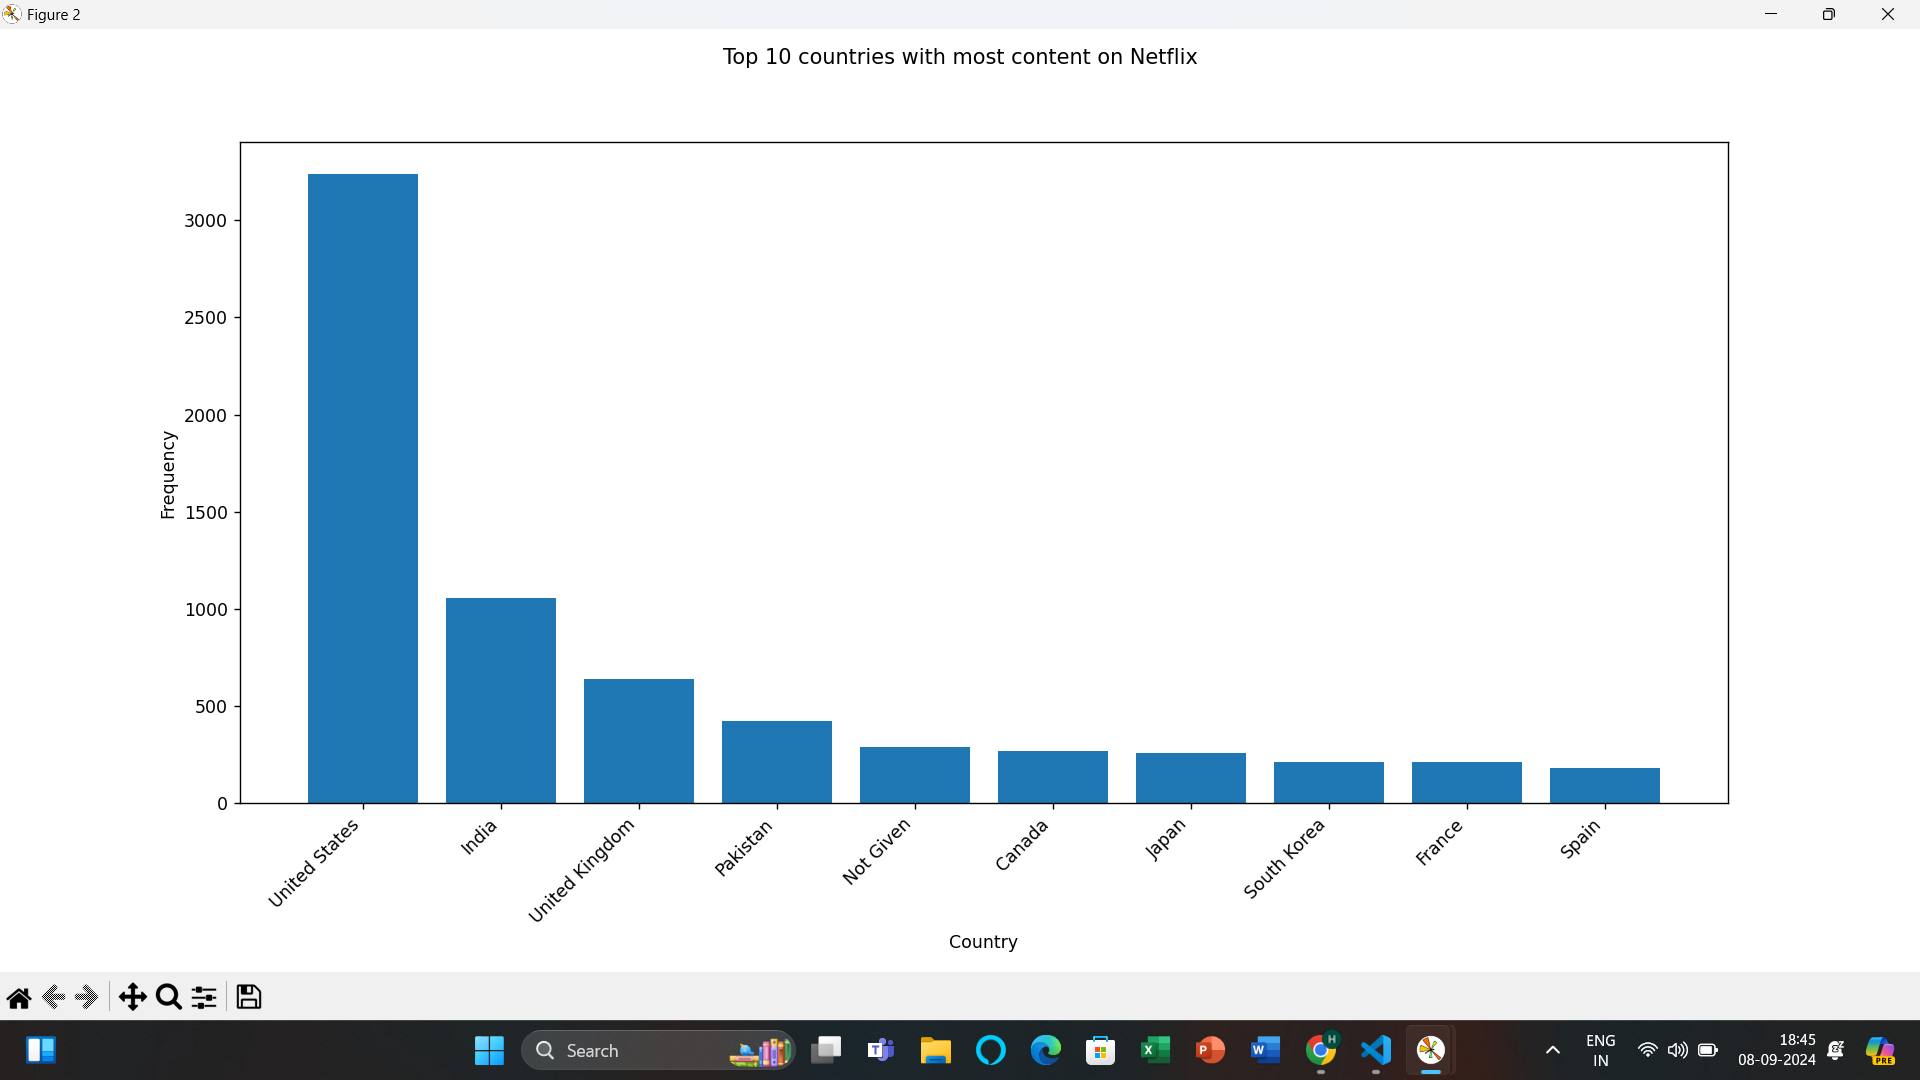 Figure 2
Top 10 countries with most content on Netflix
3000
2500
2000
1500
1000
500
0
Frequency
United States
India
United Kingdom
Pakistan
Not Given
Canada
Japan
South Korea
France
Spain
Country
Search
T
X
P
W
H
ENG
IN
18:45
08-09-2024
PRE